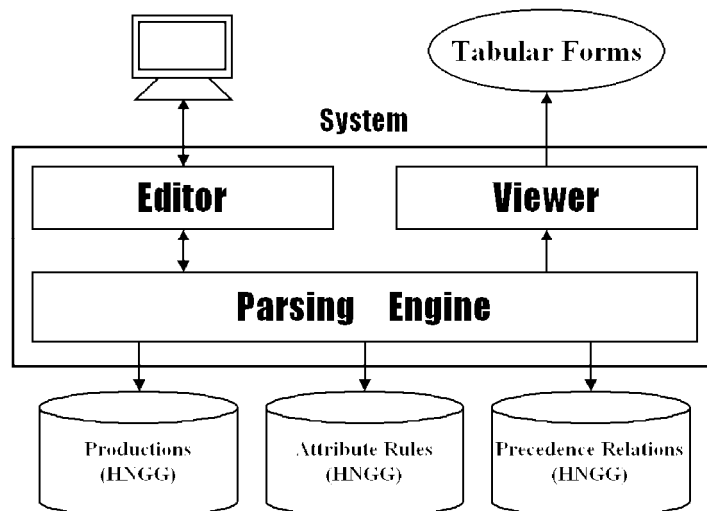 Tabular Forms
System
Editor
Viewer
Parsing Engine
Productions
(HNGG)
Attribute Rules
(HNGG)
Precedence Relations
(HNGG)